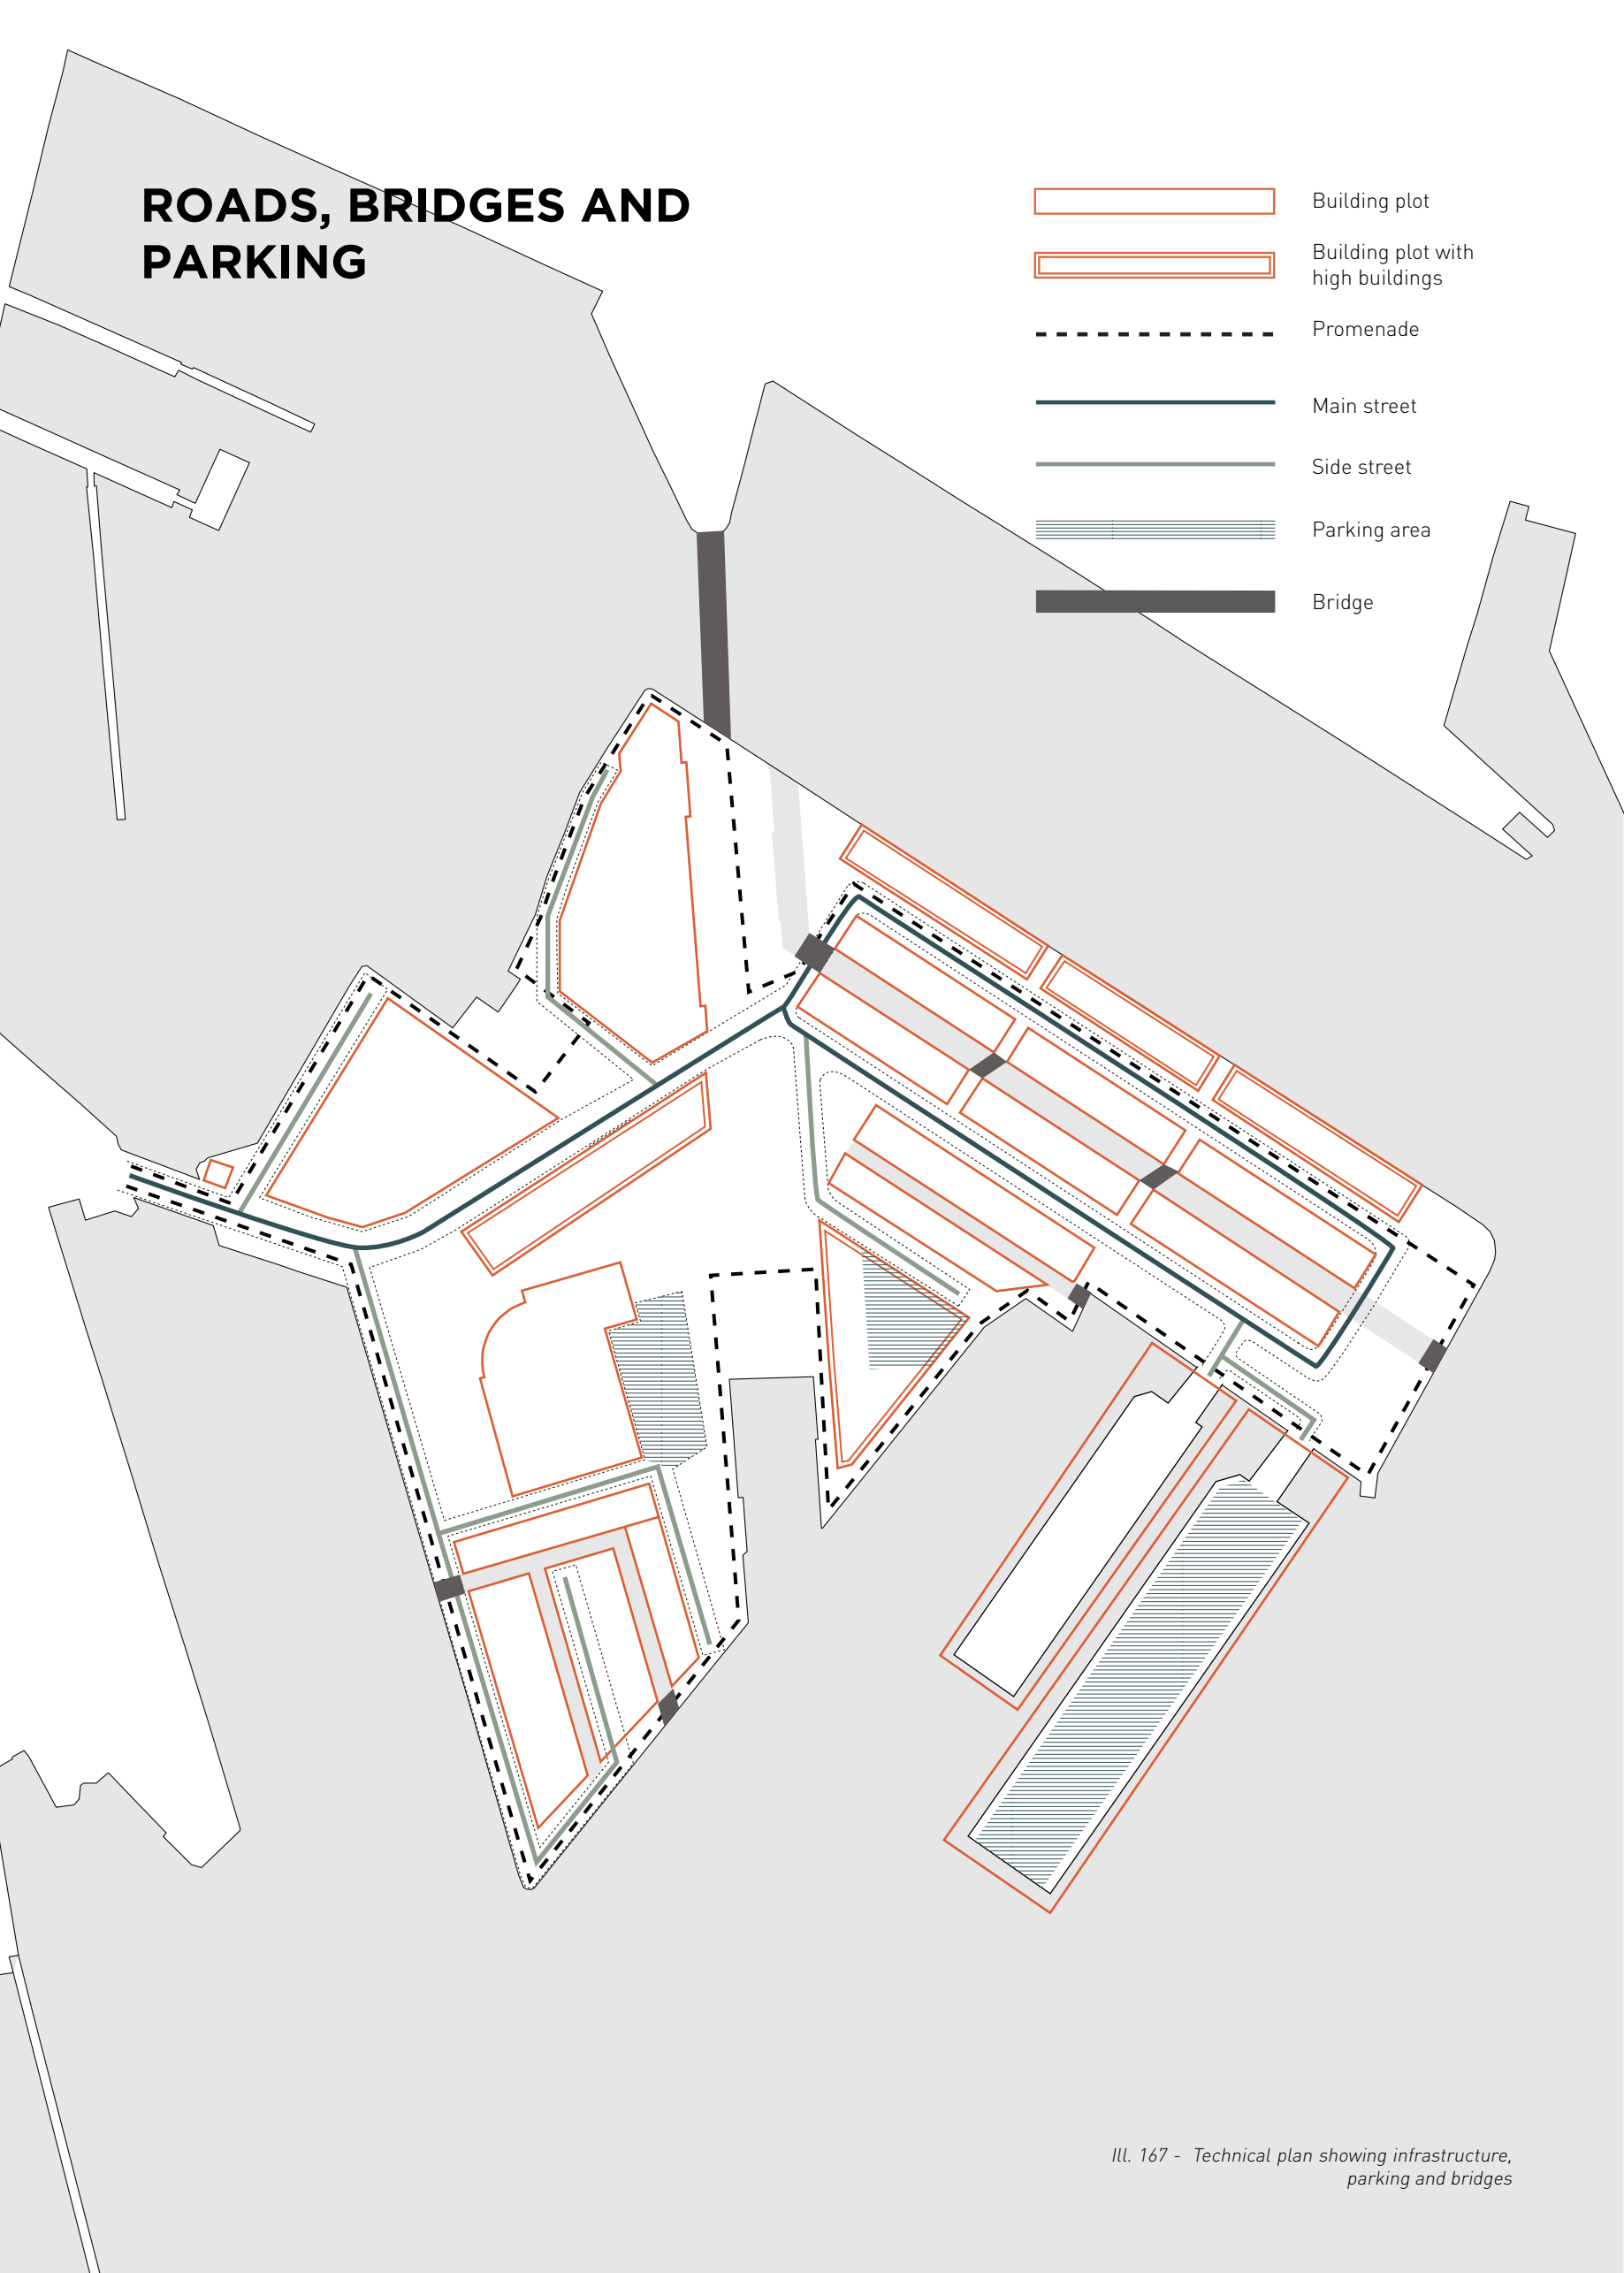 ROADS, BRIDGES AND
PARKING
Building plot
Building plot with
high buildings
Promenade
Main street
Side street
Parking area
Bridge
Ill. 167 - Technical plan showing infrastructure,
parking and bridges